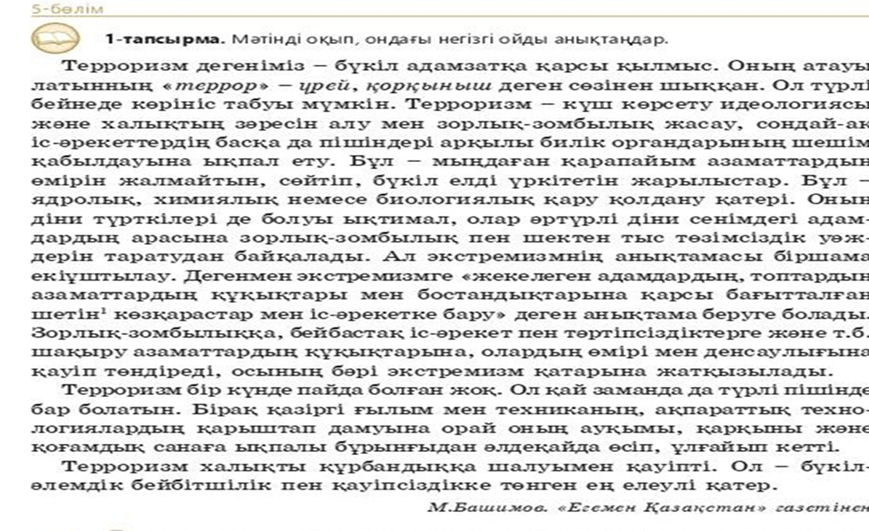 5-бөлім
1-тапсырма. Мәтінді оқып, ондағы негізгі ойды анықтаңдар.
Терроризм дегеніміз – бүкіл адамзатқа қарсы қылмыс. Оның атауы
латынның «террор» – үрей, қорқыныш деген сөзінен шыққан. Ол түрлі
бейнеде көрініс табуы мүмкін. Терроризм – күш көрсету идеологиясы
және халықтың зәресін алу мен зорлық-зомбылық жасау, сондай-ақ
іс-әрекеттердің басқа да пішіндері арқылы билік органдарының шешім
қабылдауына ықпал ету. Бұл – мыңдаған қарапайым азаматтардың
өмірін жалмайтын, сөйтіп, бүкіл елді үркітетін жарылыстар. Бұл –
ядролық, химиялық немесе биологиялық қару қолдану қатері. Оның
діни түрткілері де болуы ықтимал, олар әртүрлі діни сенімдегі адам-
дардың арасына зорлық-зомбылық пен шектен тыс төзімсіздік уәж-
дерін таратудан байқалады. Ал экстремизмнің анықтамасы біршама
екіұштылау. Дегенмен экстремизмге «жекелеген адамдардың, топтардың
азаматтардың құқықтары мен бостандықтарына қарсы бағытталған
шетін¹ көзқарастар мен іс-әрекетке бару» деген анықтама беруге болады.
Зорлық-зомбылыққа, бейбастақ іс-әрекет пен тәртіпсіздіктерге және т.б.
шақыру азаматтардың құқықтарына, олардың өмірі мен денсаулығына
қауіп төндіреді, осының бәрі экстремизм қатарына жатқызылады.
Терроризм бір күнде пайда болған жоқ. Ол қай заманда да түрлі пішінде
бар болатын. Бірақ қазіргі ғылым мен техниканың, ақпараттық техно-
логиялардың қарыштап дамуына орай оның ауқымы, қарқыны және
қоғамдық санаға ықпалы бұрынғыдан әлдеқайда өсіп, ұлғайып кетті.
Терроризм халықты құрбандыққа шалуымен қауіпті. Ол – бүкіл-
әлемдік бейбітшілік пен қауіпсіздікке төнген ең елеулі қатер.
М.Башимов. «Егемен Қазақстан» газетінен